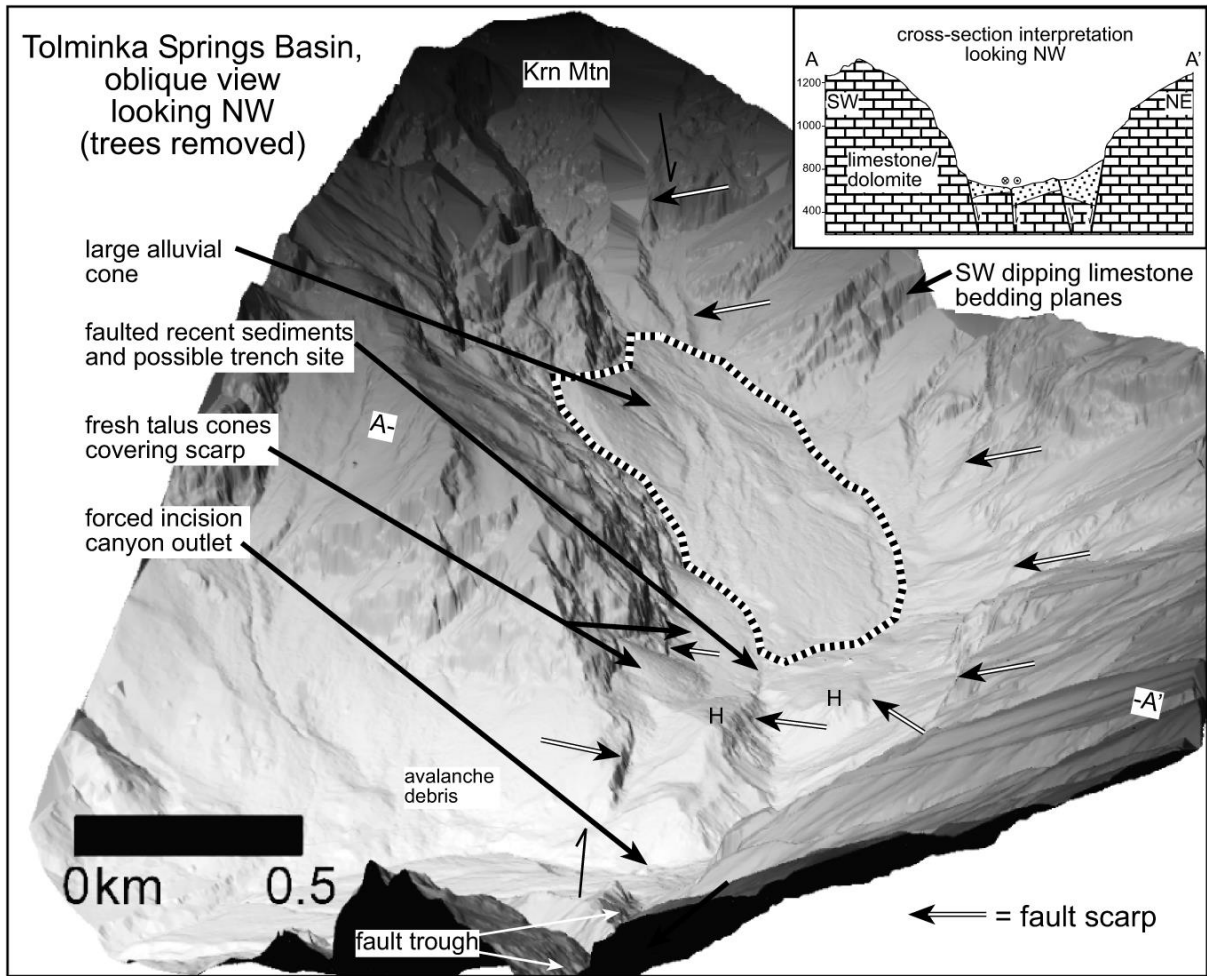 Tolminka Springs Basin,
oblique view
looking NW
(trees removed)
Krn Mtn
cross-section interpretation
looking NW
A
A'
1200
1000
800
400
SW
NE
limestone/
dolomite
large alluvial
cone
faulted recent sediments
and possible trench site
fresh talus cones
covering scarp
forced incision
canyon outlet
SW dipping limestone
bedding planes
A-
-A'
H
H
avalanche
debris
0km
0.5
fault trough
= fault scarp